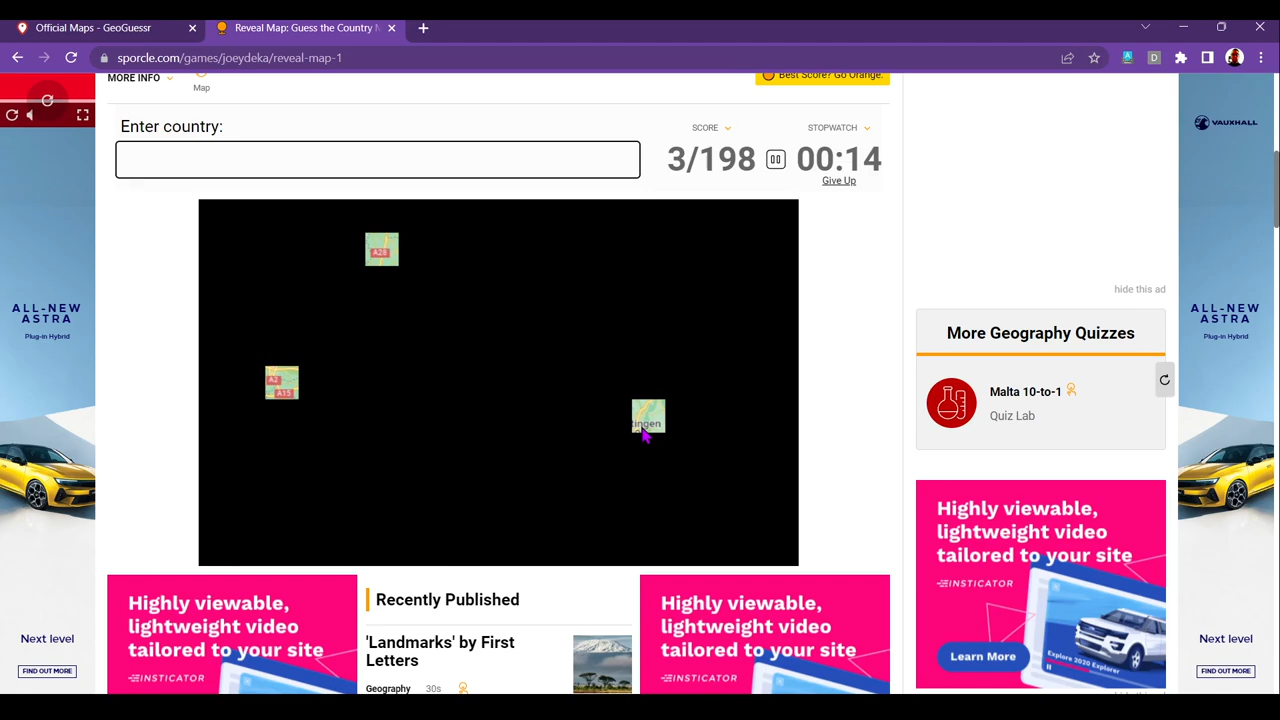 Official Maps - GeoGuessr
Reveal Map: Guess the Country
sporcle.com/games/joeydeka/reveal-map-1
MORE INFO
Map
Best Score? Go Orange.
Enter country:
SCORE
STOPWATCH
3/198
00:14
Give Up
A28
A2
A15
tingen
hide this ad
More Geography Quizzes
Malta 10-to-1
Quiz Lab
VAUXHALL
ALL-NEW
ASTRA
Plug-in Hybrid
Next level
FIND OUT MORE
ALL-NEW
ASTRA
Plug-in Hybrid
Next level
FIND OUT MORE
Highly viewable,
lightweight video
tailored to your site
INSTICATOR
Learn More
Explore 2020 Explorer
Highly viewable,
lightweight video
tailored to your site
INSTICATOR
Recently Published
'Landmarks' by First
Letters
Geography 30s
Highly viewable,
lightweight video
tailored to your site
INSTICATOR